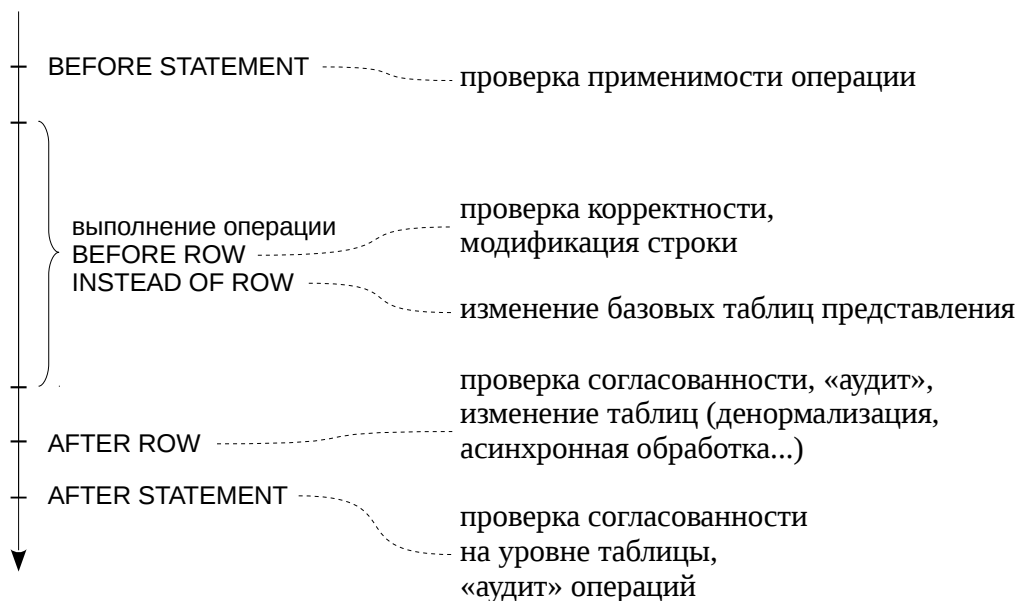 BEFORE STATEMENT
проверка применимости операции
выполнение операции
BEFORE ROW
INSTEAD OF ROW
проверка корректности,
модификация строки
изменение базовых таблиц представления
AFTER ROW
проверка согласованности, «аудит»,
изменение таблиц (денормализация,
асинхронная обработка...)
AFTER STATEMENT
проверка согласованности
на уровне таблицы,
«аудит» операций